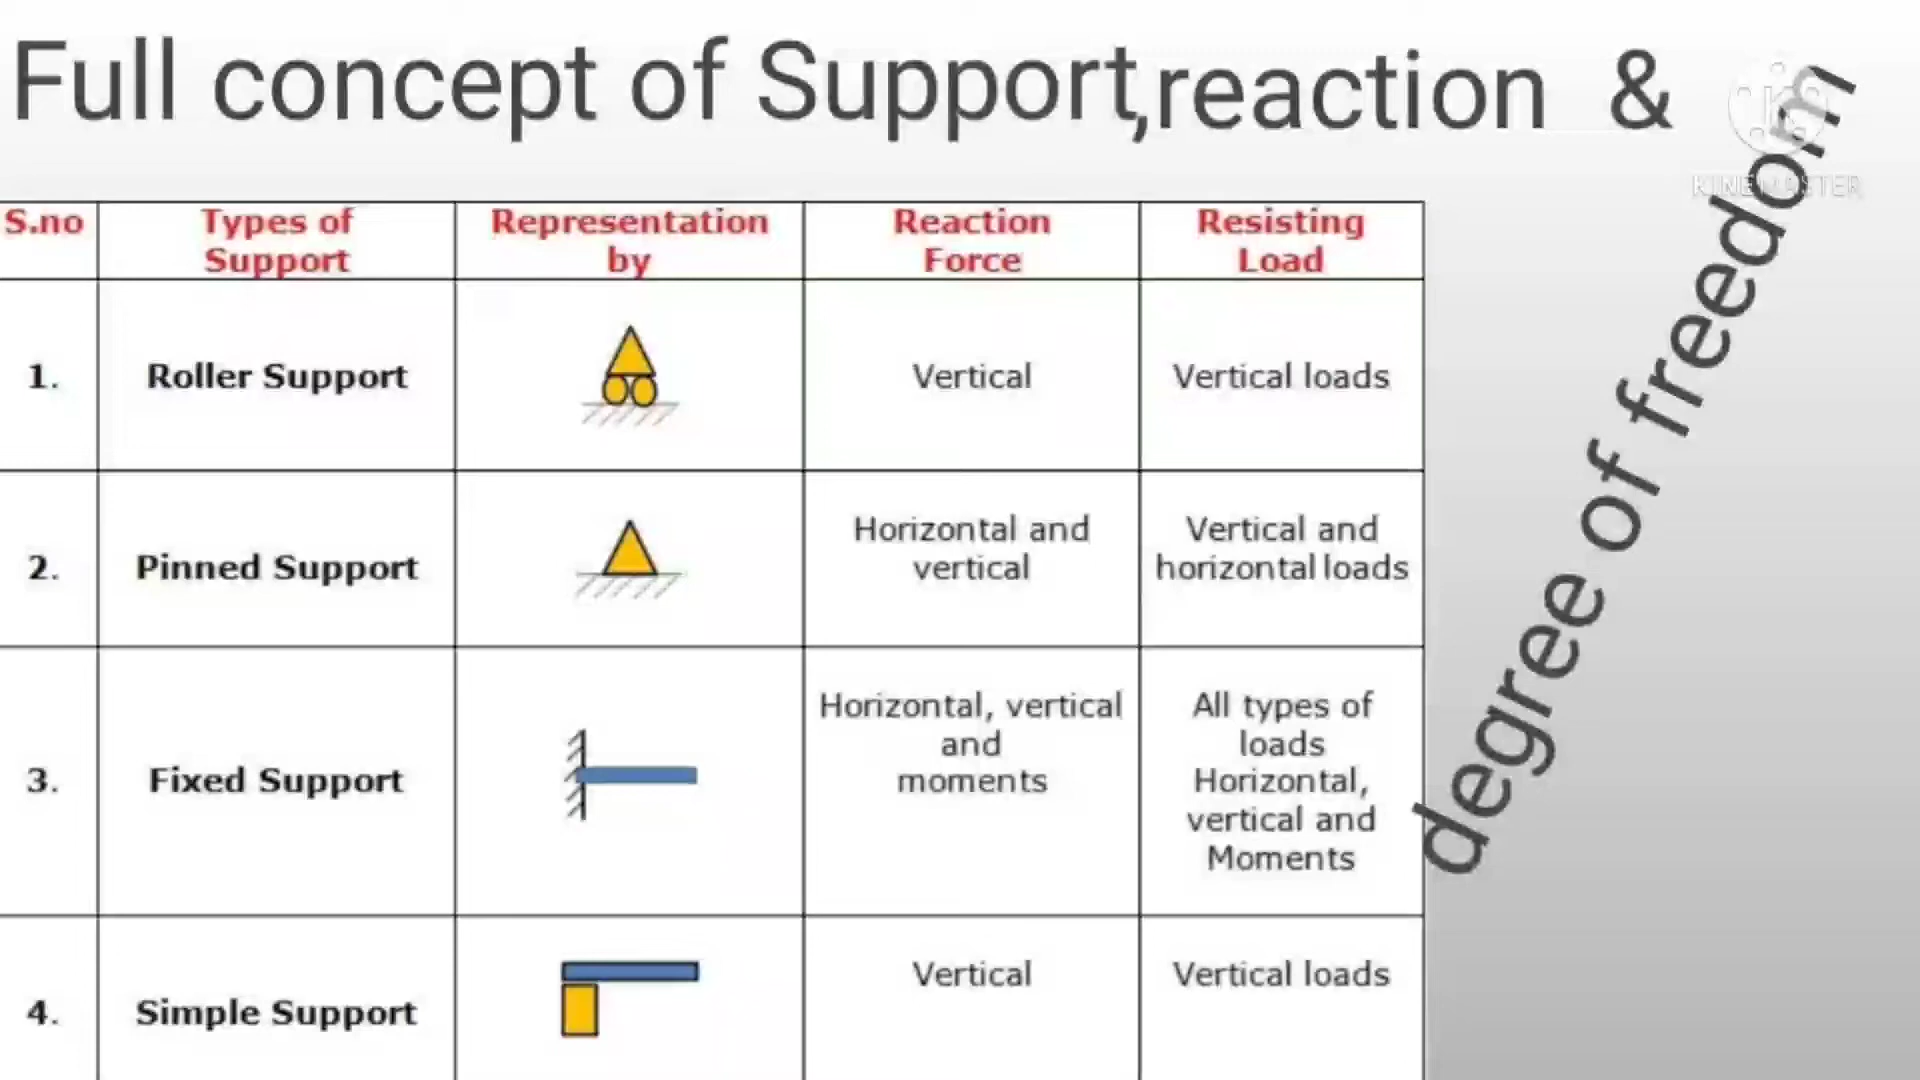 Full concept of Support,reaction &
degree of freedom
KINEMASTER
S.no
Types of
Support
Representation
by
Reaction
Force
Resisting
Load
1.
Roller Support
Vertical
Vertical loads
2.
Pinned Support
Horizontal and
vertical
Vertical and
horizontal loads
3.
Fixed Support
Horizontal, vertical
and
moments
All types of
loads
Horizontal,
vertical and
Moments
4.
Simple Support
Vertical
Vertical loads